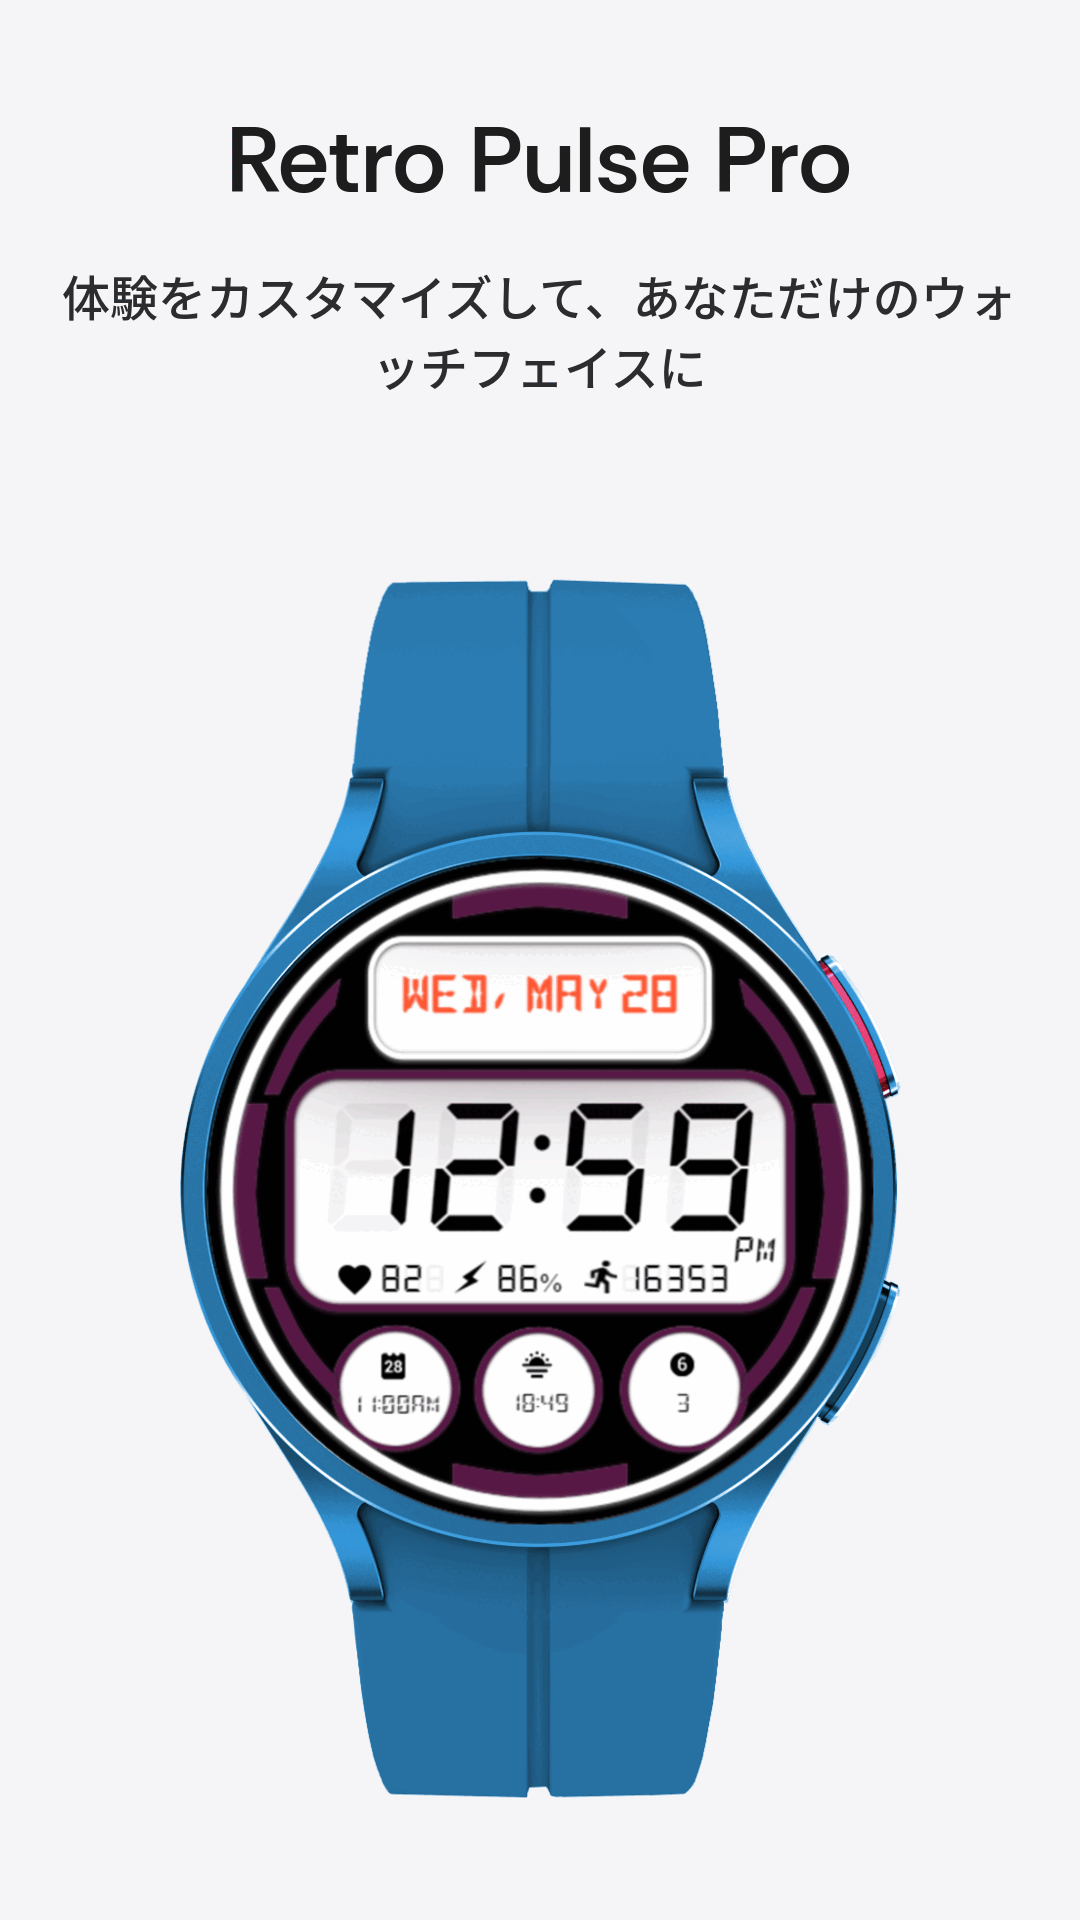 Retro Pulse Pro
体験をカスタマイズして、あなただけのウォ
ッチフェイスに
WED, MAY 28
12:59
PM
82 86% 16353
28 6
11:00AM 18:49 3